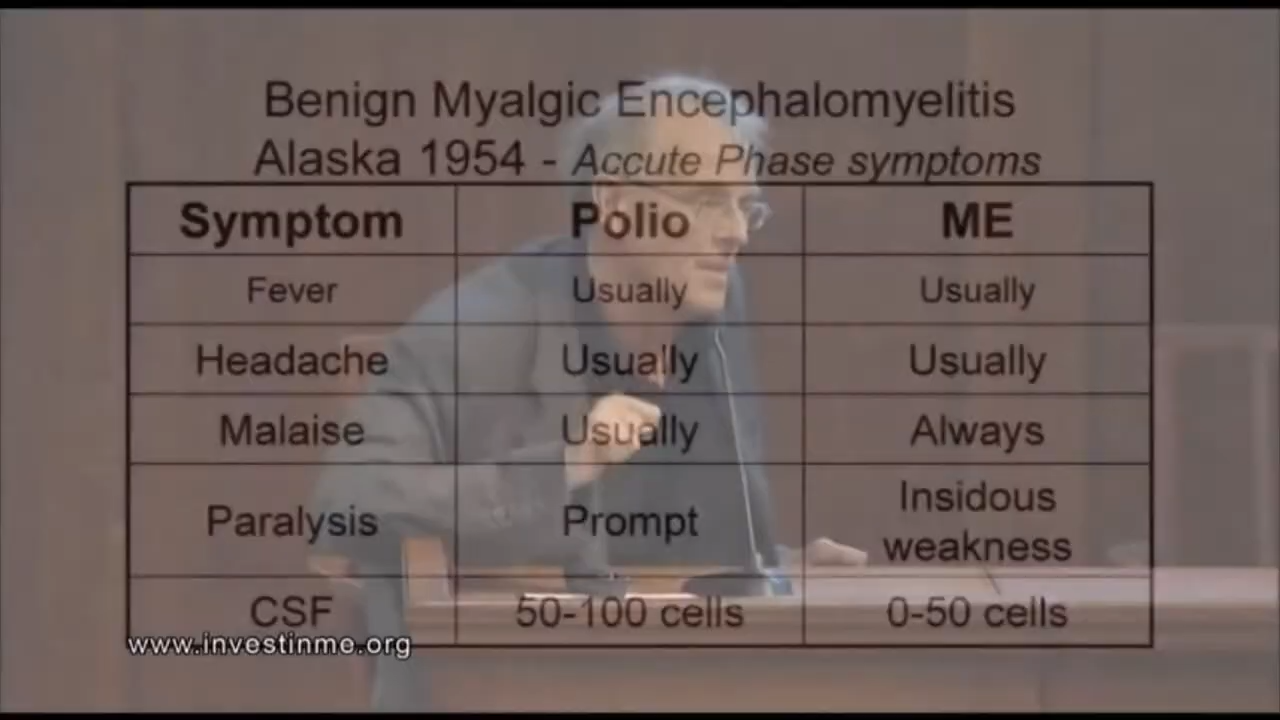 Benign Myalgic Encephalomyelitis
Alaska 1954 - Accute Phase symptoms
Symptom Polio ME
Fever Usually Usually
Headache Usually Usually
Malaise Usually Always
Paralysis Prompt Insidous weakness
CSF 50-100 cells 0-50 cells
www.investinme.org